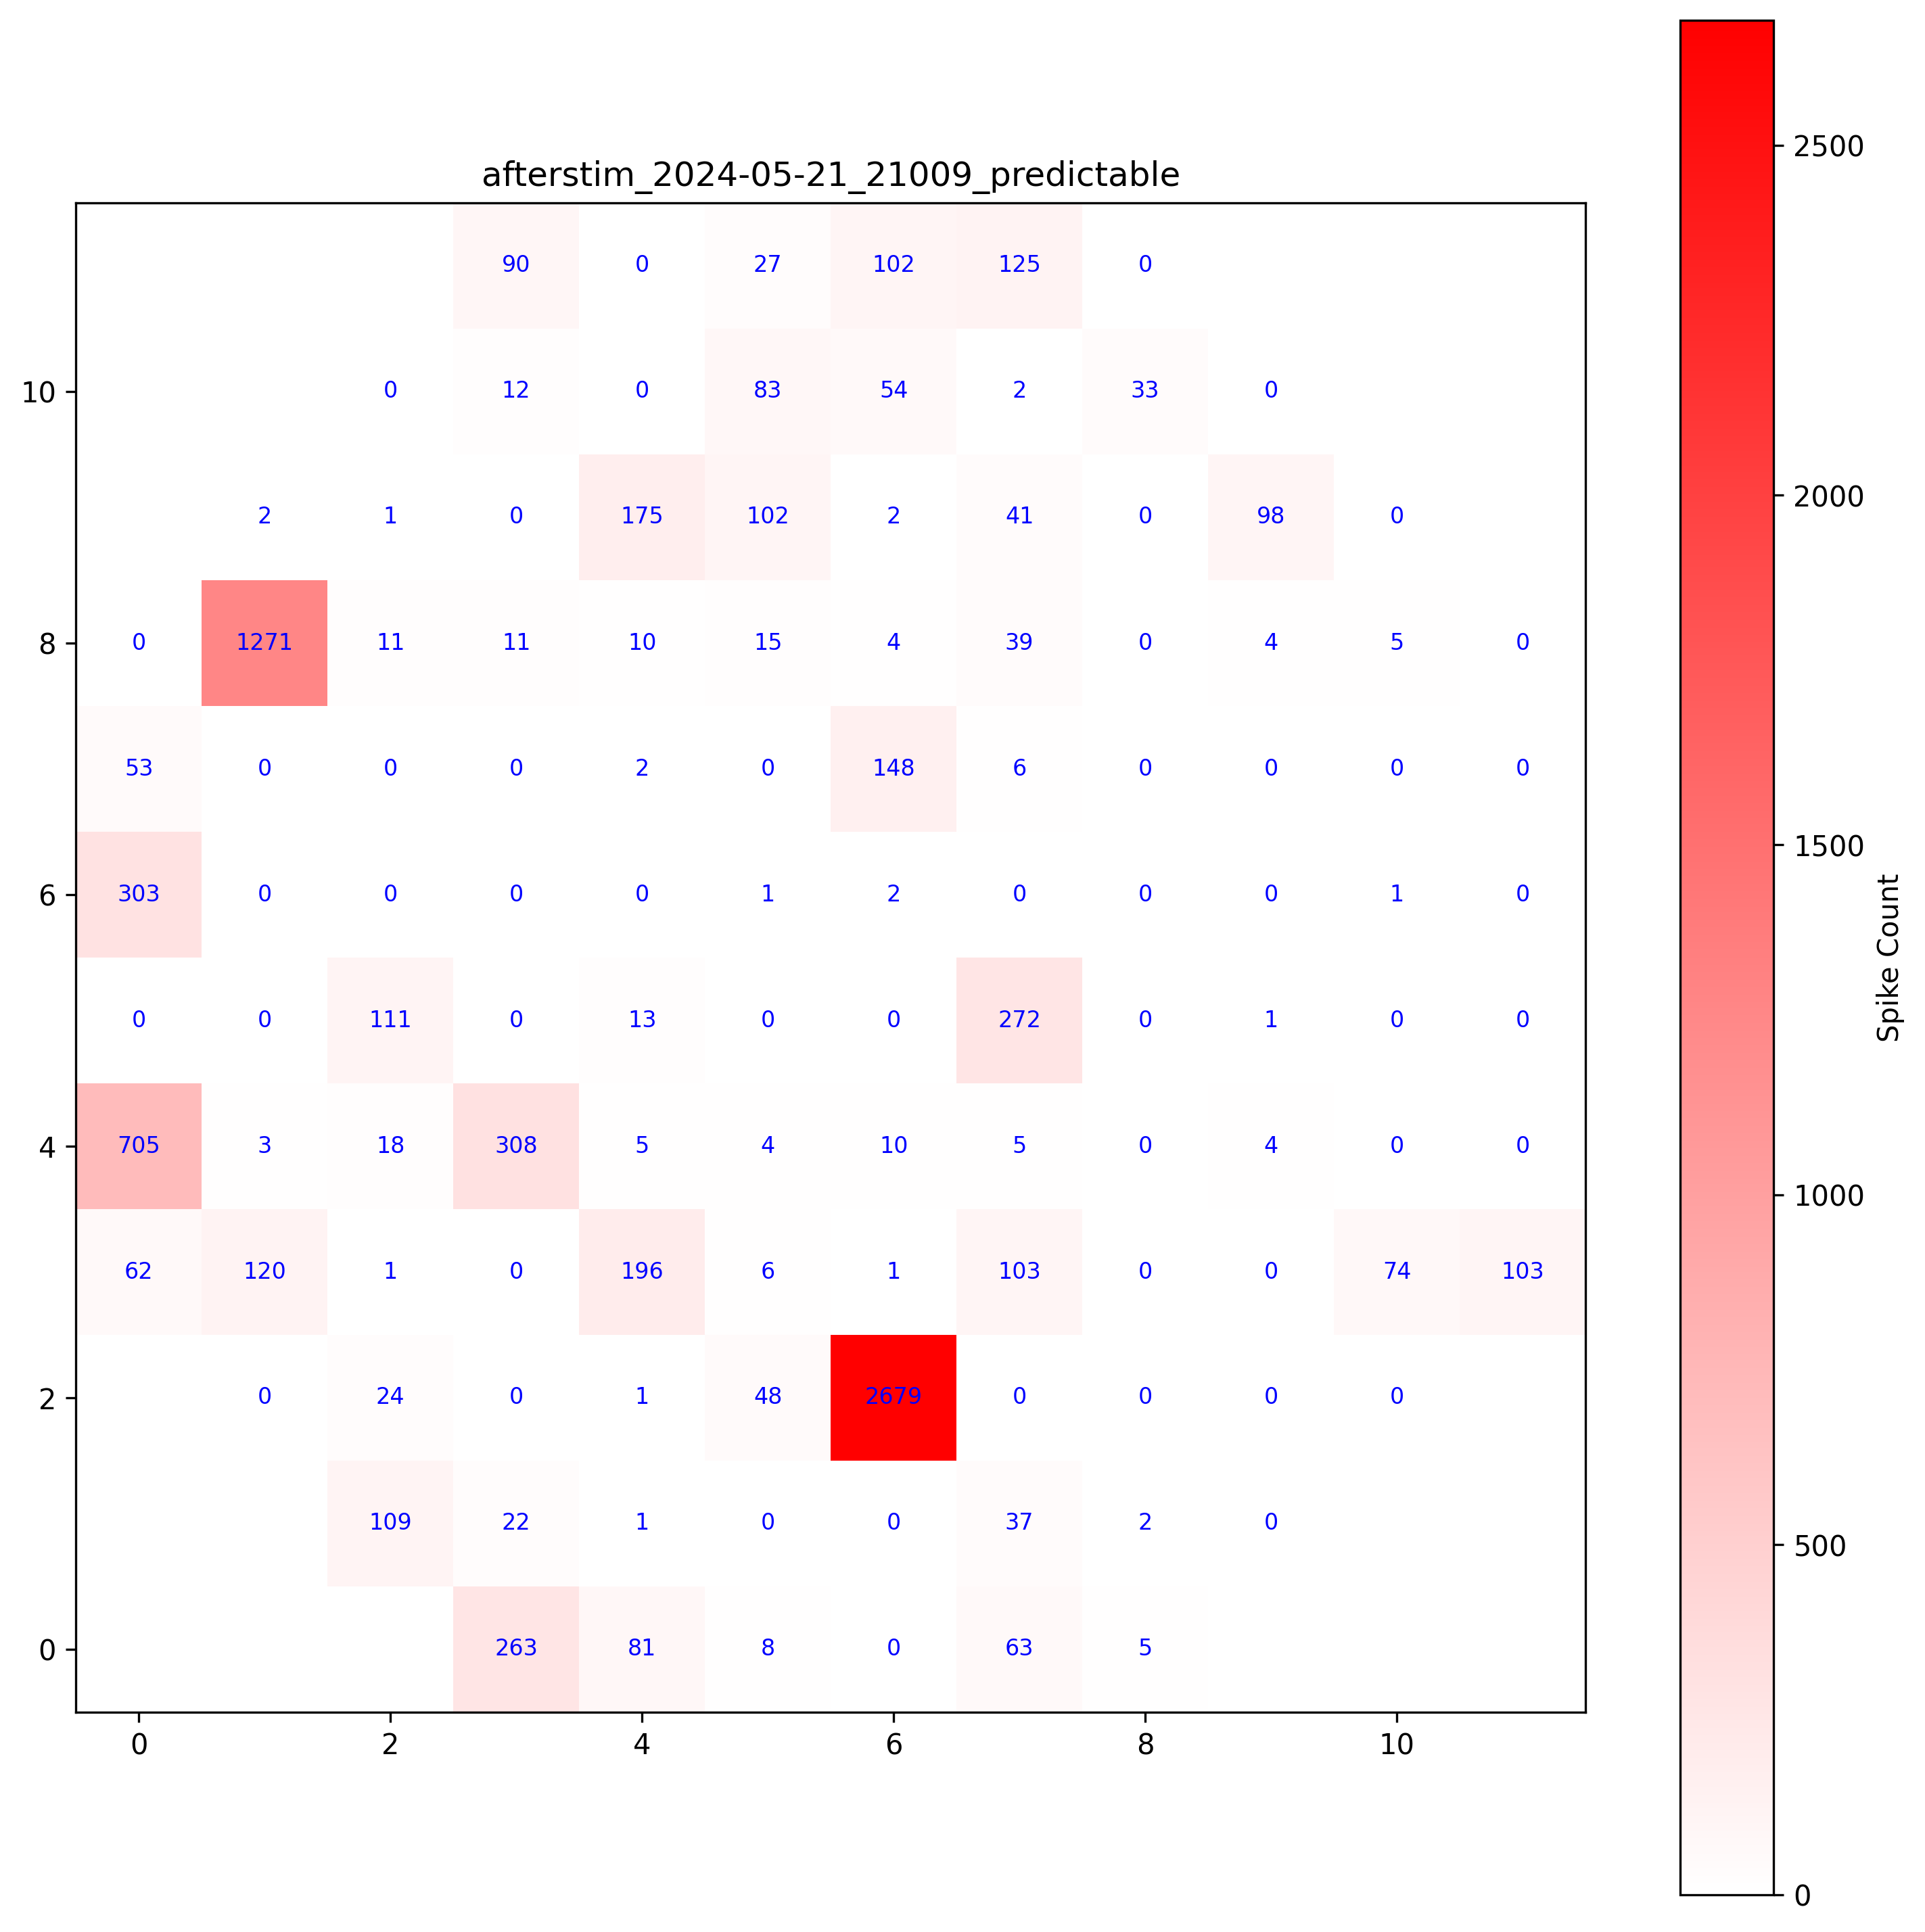 afterstim_2024-05-21_21009_predictable
90 0 27 102 125 0
10 0 12 0 83 54 2 33 0
2 1 0 175 102 2 41 0 98 0
8 0 1271 11 11 10 15 4 39 0 4 5 0
53 0 0 0 2 0 148 6 0 0 0 0
6 303 0 0 0 0 1 2 0 0 0 1 0
0 0 111 0 13 0 0 272 0 1 0 0
4 705 3 18 308 5 4 10 5 0 4 0 0
62 120 1 0 196 6 1 103 0 0 74 103
2 0 24 0 1 48 2679 0 0 0 0
109 22 1 0 0 37 2 0
0 263 81 8 0 63 5
0 2 4 6 8 10
2500
2000
1500
1000
500
0
Spike Count